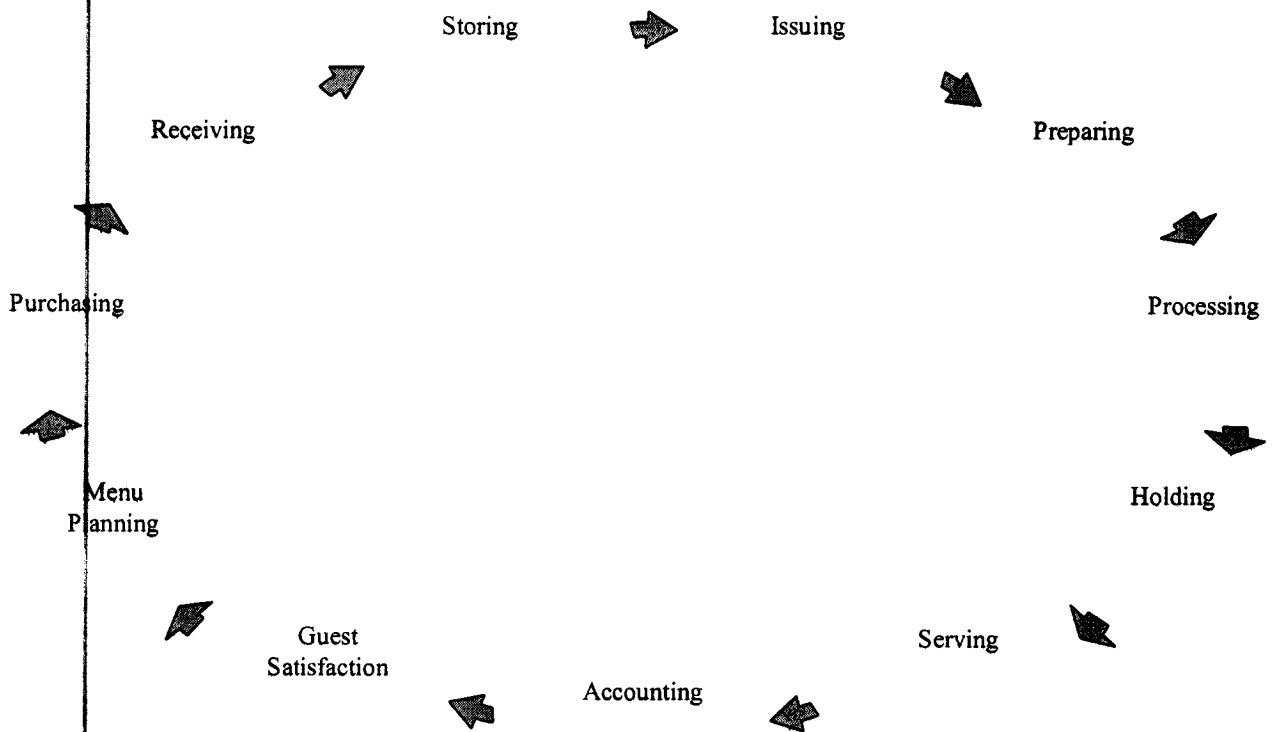 Storing
Issuing
Receiving
Preparing
Purchasing
Processing
Menu
Planning
Holding
Guest
Satisfaction
Serving
Accounting